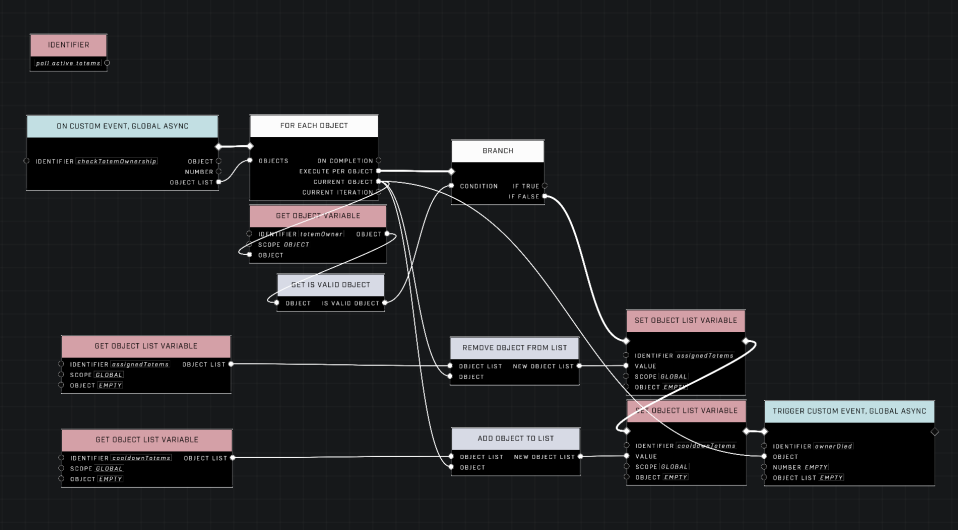 IDENTIFIER
poll active totems
ON CUSTOM EVENT, GLOBAL ASYNC
IDENTIFIER checkTotemOwnership
OBJECT
NUMBER
OBJECT LIST
FOR EACH OBJECT
OBJECTS
ON COMPLETION
EXECUTE PER OBJECT
CURRENT OBJECT
CURRENT ITERATION
BRANCH
CONDITION
IF TRUE
IF FALSE
GET OBJECT VARIABLE
IDENTIFIER totemOwner
OBJECT
SCOPE OBJECT
OBJECT
GET IS VALID OBJECT
OBJECT
IS VALID OBJECT
GET OBJECT LIST VARIABLE
IDENTIFIER assignedTotems
OBJECT LIST
SCOPE GLOBAL
OBJECT EMPTY
REMOVE OBJECT FROM LIST
OBJECT LIST
NEW OBJECT LIST
OBJECT
SET OBJECT LIST VARIABLE
IDENTIFIER assignedTotems
VALUE
SCOPE GLOBAL
OBJECT EMPTY
GET OBJECT LIST VARIABLE
IDENTIFIER cooldownTotems
OBJECT LIST
SCOPE GLOBAL
OBJECT EMPTY
ADD OBJECT TO LIST
OBJECT LIST
NEW OBJECT LIST
OBJECT
SET OBJECT LIST VARIABLE
IDENTIFIER cooldownTotems
VALUE
SCOPE GLOBAL
OBJECT EMPTY
TRIGGER CUSTOM EVENT, GLOBAL ASYNC
IDENTIFIER ownerDied
OBJECT
NUMBER EMPTY
OBJECT LIST EMPTY